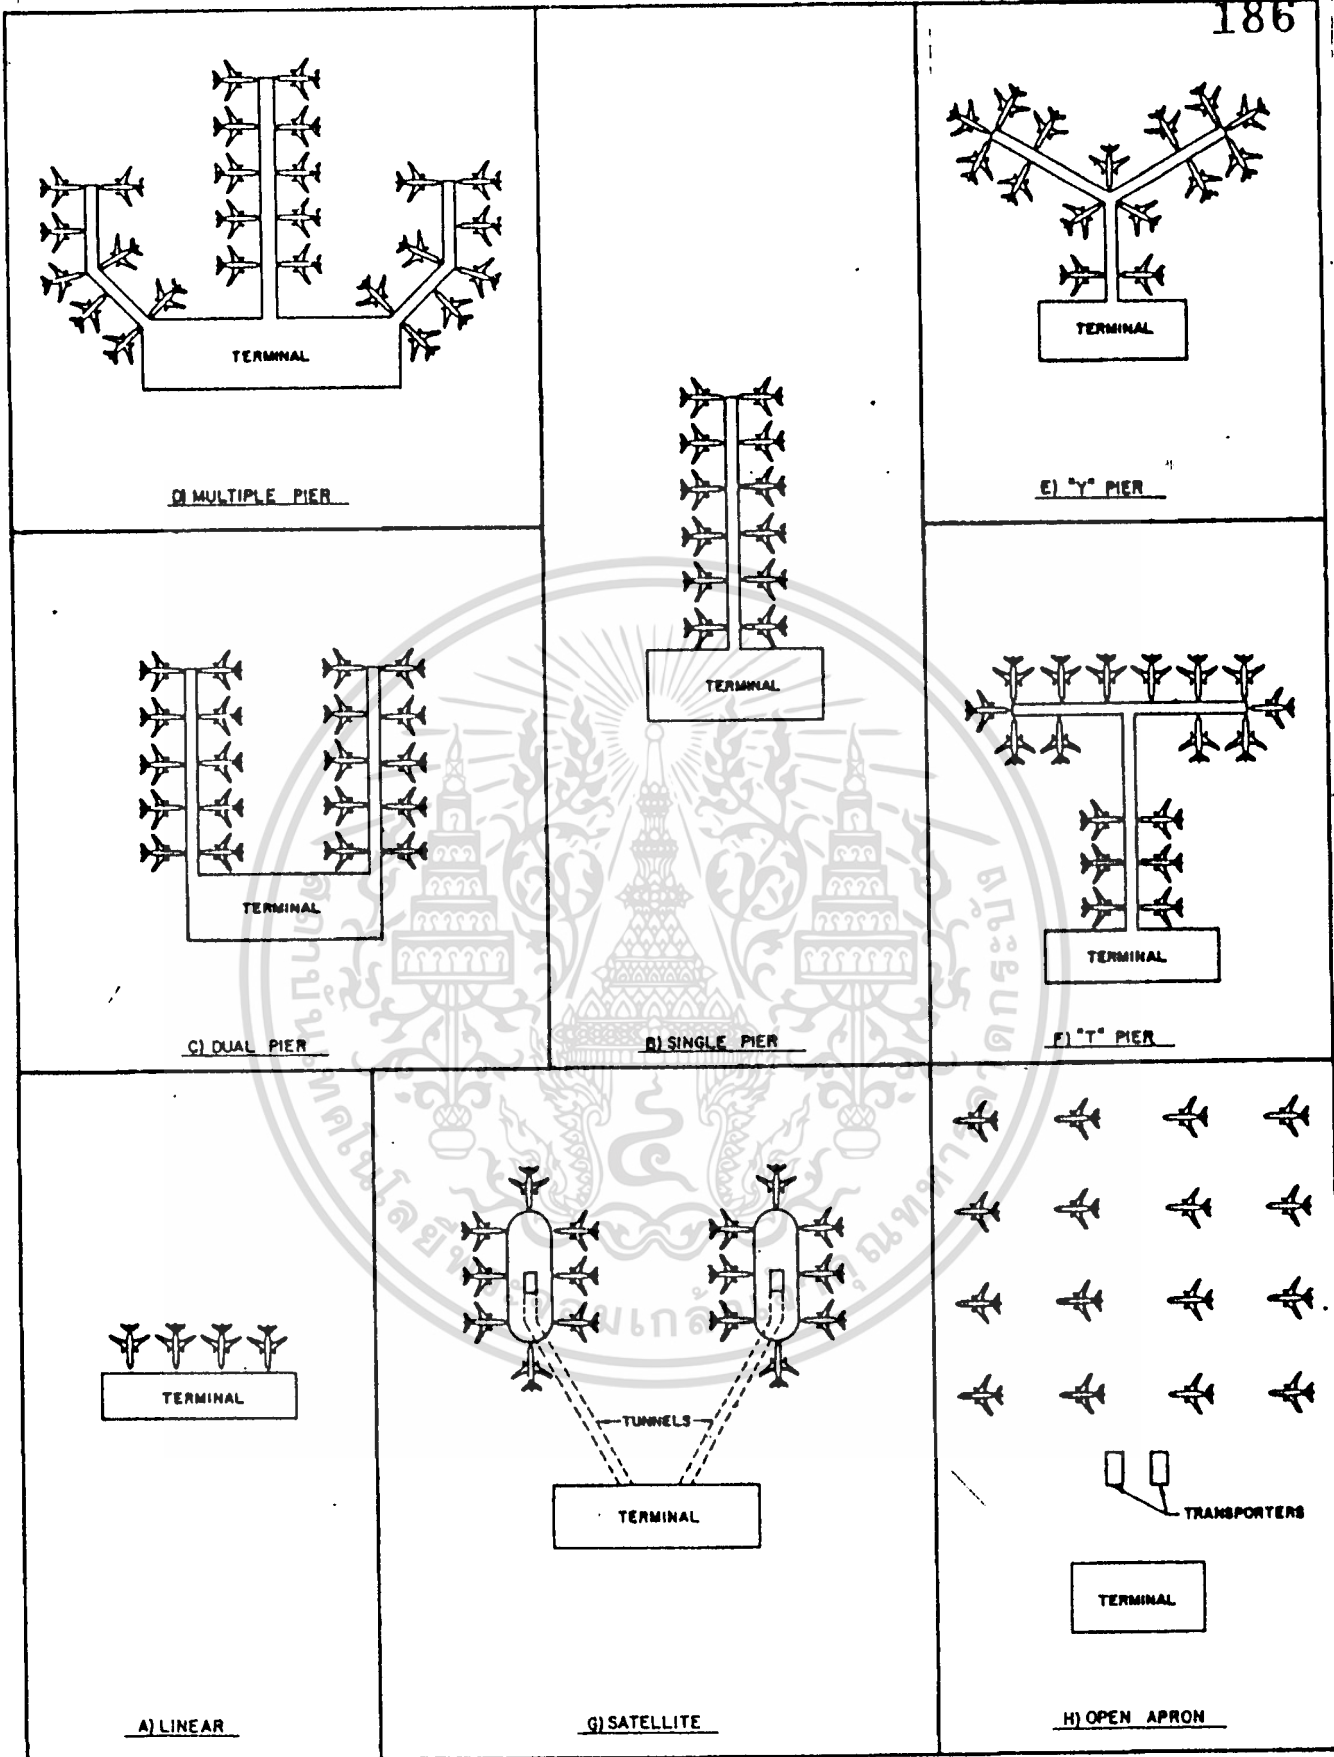 186
TERMINAL
D) MULTIPLE PIER
TERMINAL
B) SINGLE PIER
TERMINAL
E) "Y" PIER
TERMINAL
C) DUAL PIER
TERMINAL
F) "T" PIER
TERMINAL
A) LINEAR
TUNNELS
TERMINAL
G) SATELLITE
TRANSPORTERS
TERMINAL
H) OPEN APRON